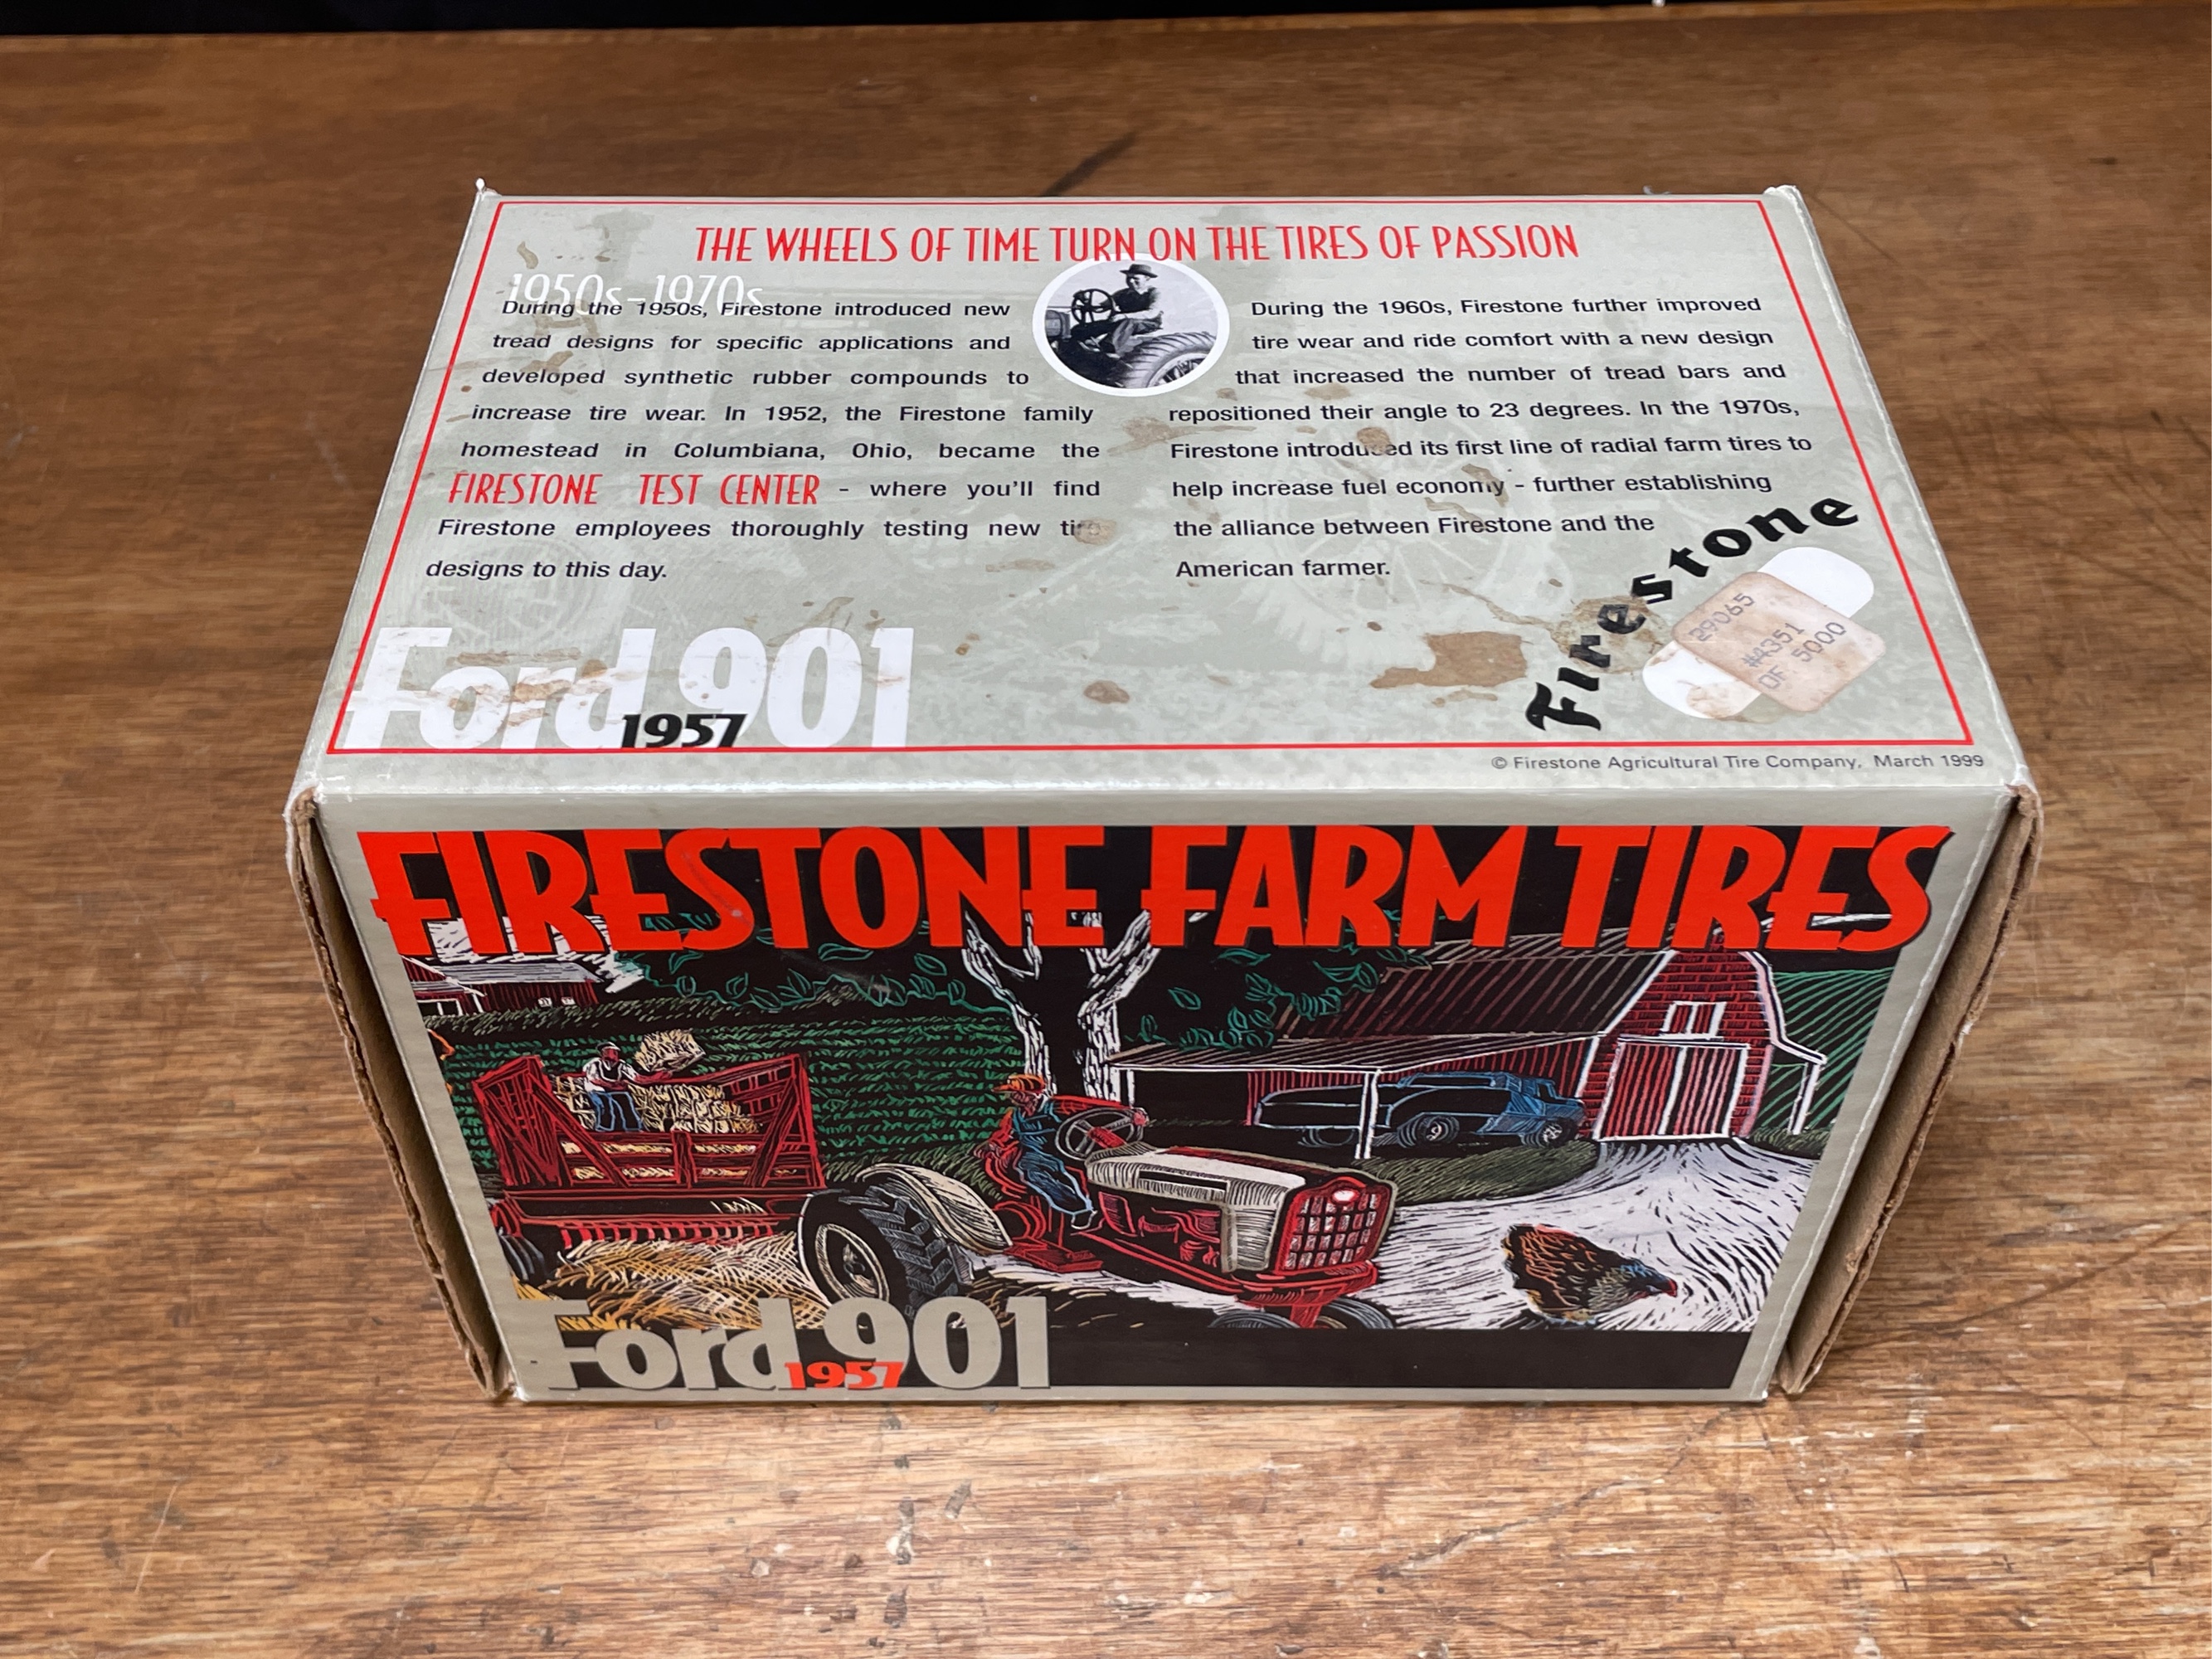 THE WHEELS OF TIME TURN ON THE TIRES OF PASSION
1950s-1970s
During the 1950s, Firestone introduced new
tread designs for specific applications and
developed synthetic rubber compounds to
increase tire wear. In 1952, the Firestone family
homestead in Columbiana, Ohio, became the
FIRESTONE TEST CENTER - where you'll find
Firestone employees thoroughly testing new tire
designs to this day.
During the 1960s, Firestone further improved
tire wear and ride comfort with a new design
that increased the number of tread bars and
repositioned their angle to 23 degrees. In the 1970s,
Firestone introduced its first line of radial farm tires to
help increase fuel economy - further establishing
the alliance between Firestone and the
American farmer.
Firestone
29065
#4351
OF 5000
Ford 901
1957
© Firestone Agricultural Tire Company, March 1999
FIRESTONE FARM TIRES
Ford 901
1957